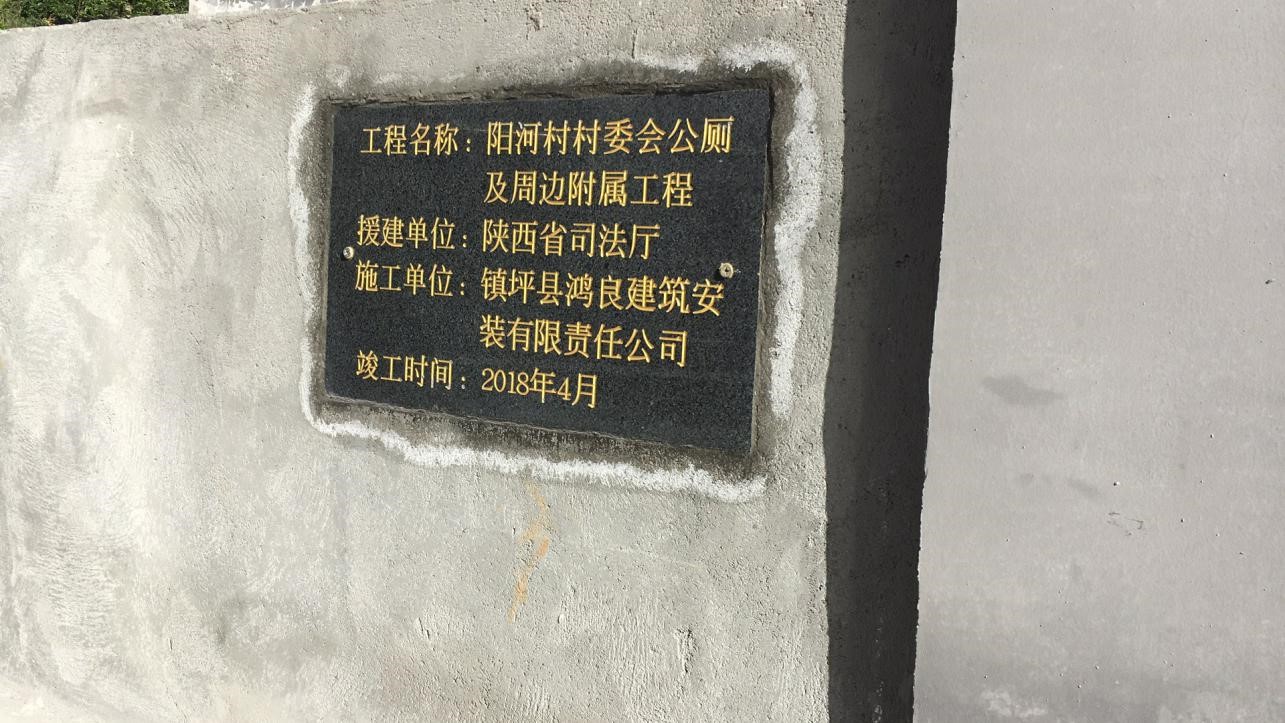 工程名称：阳河村村委会公厕
及周边附属工程
援建单位：陕西省司法厅
施工单位：镇坪县鸿良建筑安
装有限责任公司
竣工时间：2018年4月